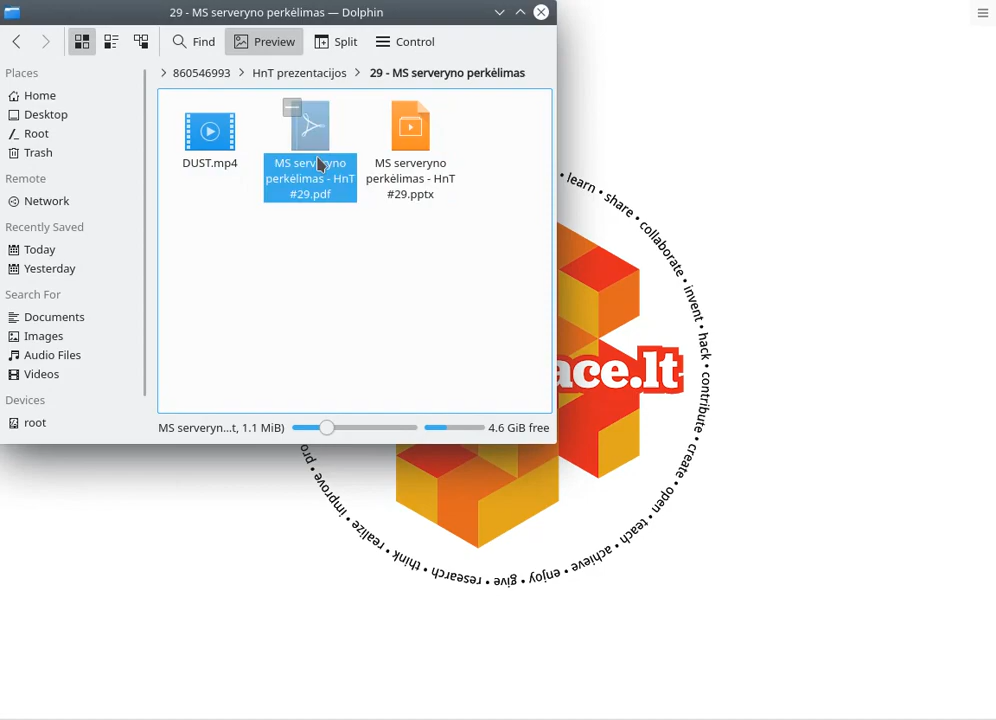 29 - MS serveryno perkėlimas — Dolphin
Find
Preview
Split
Control
Places
860546993
HnT prezentacijos
29 - MS serveryno perkėlimas
Home
Desktop
Root
Trash
Remote
Network
Recently Saved
Today
Yesterday
Search For
Documents
Images
Audio Files
Videos
Devices
root
DUST.mp4
MS serveryno
perkėlimas - HnT
#29.pdf
MS serveryno
perkėlimas - HnT
#29.pptx
MS serveryn...t, 1.1 MiB)
4.6 GiB free
• learn • share • collaborate • invent • hack • contribute • create • open • teach • achieve • enjoy • give • research • think • realize • improve • pro
ace.lt